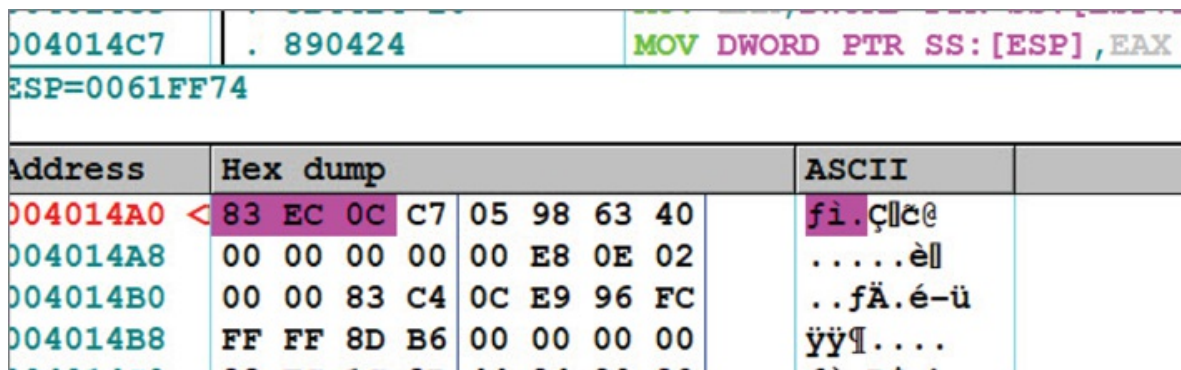 004014C7 . 890424 MOV DWORD PTR SS:[ESP],EAX
ESP=0061FF74
Address Hex dump ASCII
004014A0 <83 EC 0C C7 05 98 63 40 ƒì.Ç
004014A8 00 00 00 00 00 E8 0E 02 .....è
004014B0 00 00 83 C4 0C E9 96 FC ..ƒÄ.é–ü
004014B8 FF FF 8D B6 00 00 00 00 ÿÿ¶....